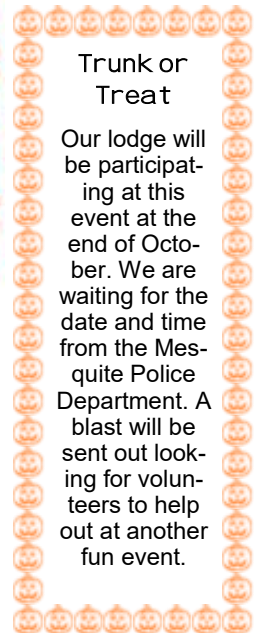 Trunk or
Treat
Our lodge will
be participat-
ing at this
event at the
end of Octo-
ber. We are
waiting for the
date and time
from the Mes-
quite Police
Department. A
blast will be
sent out look-
ing for volun-
teers to help
out at another
fun event.